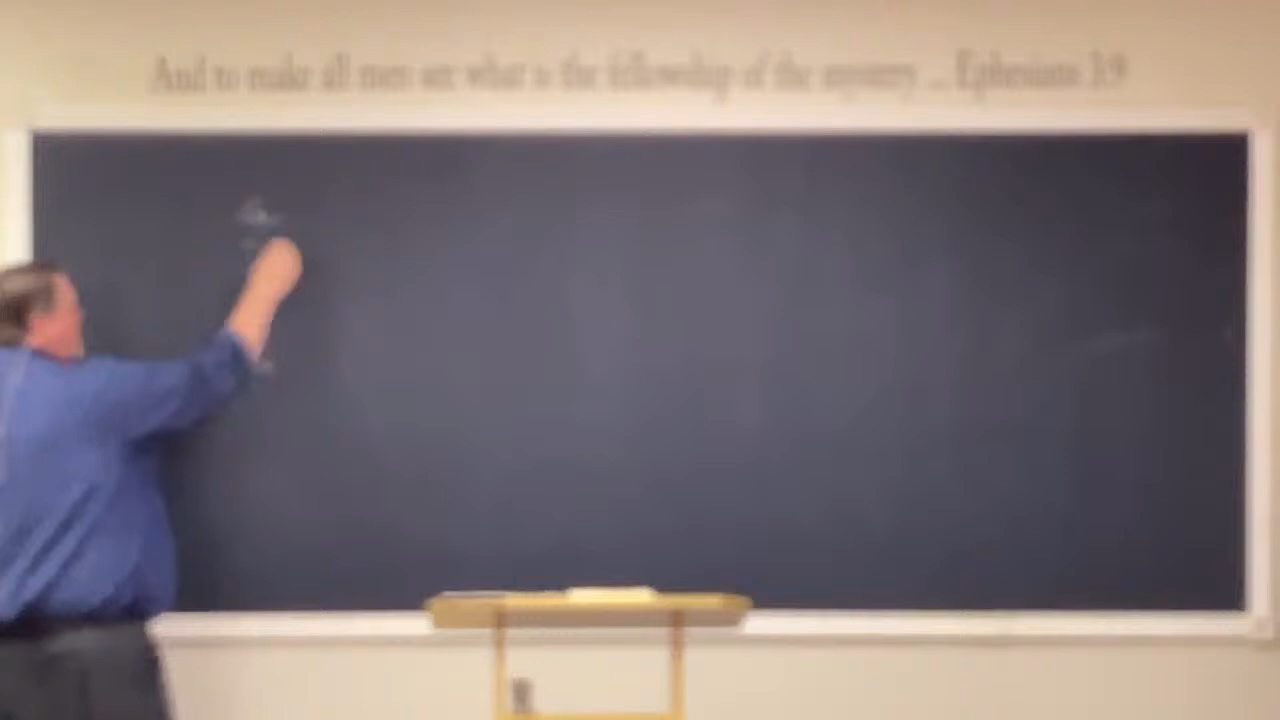 And to make all men see what is the fellowship of the mystery ... Ephesians 3:9